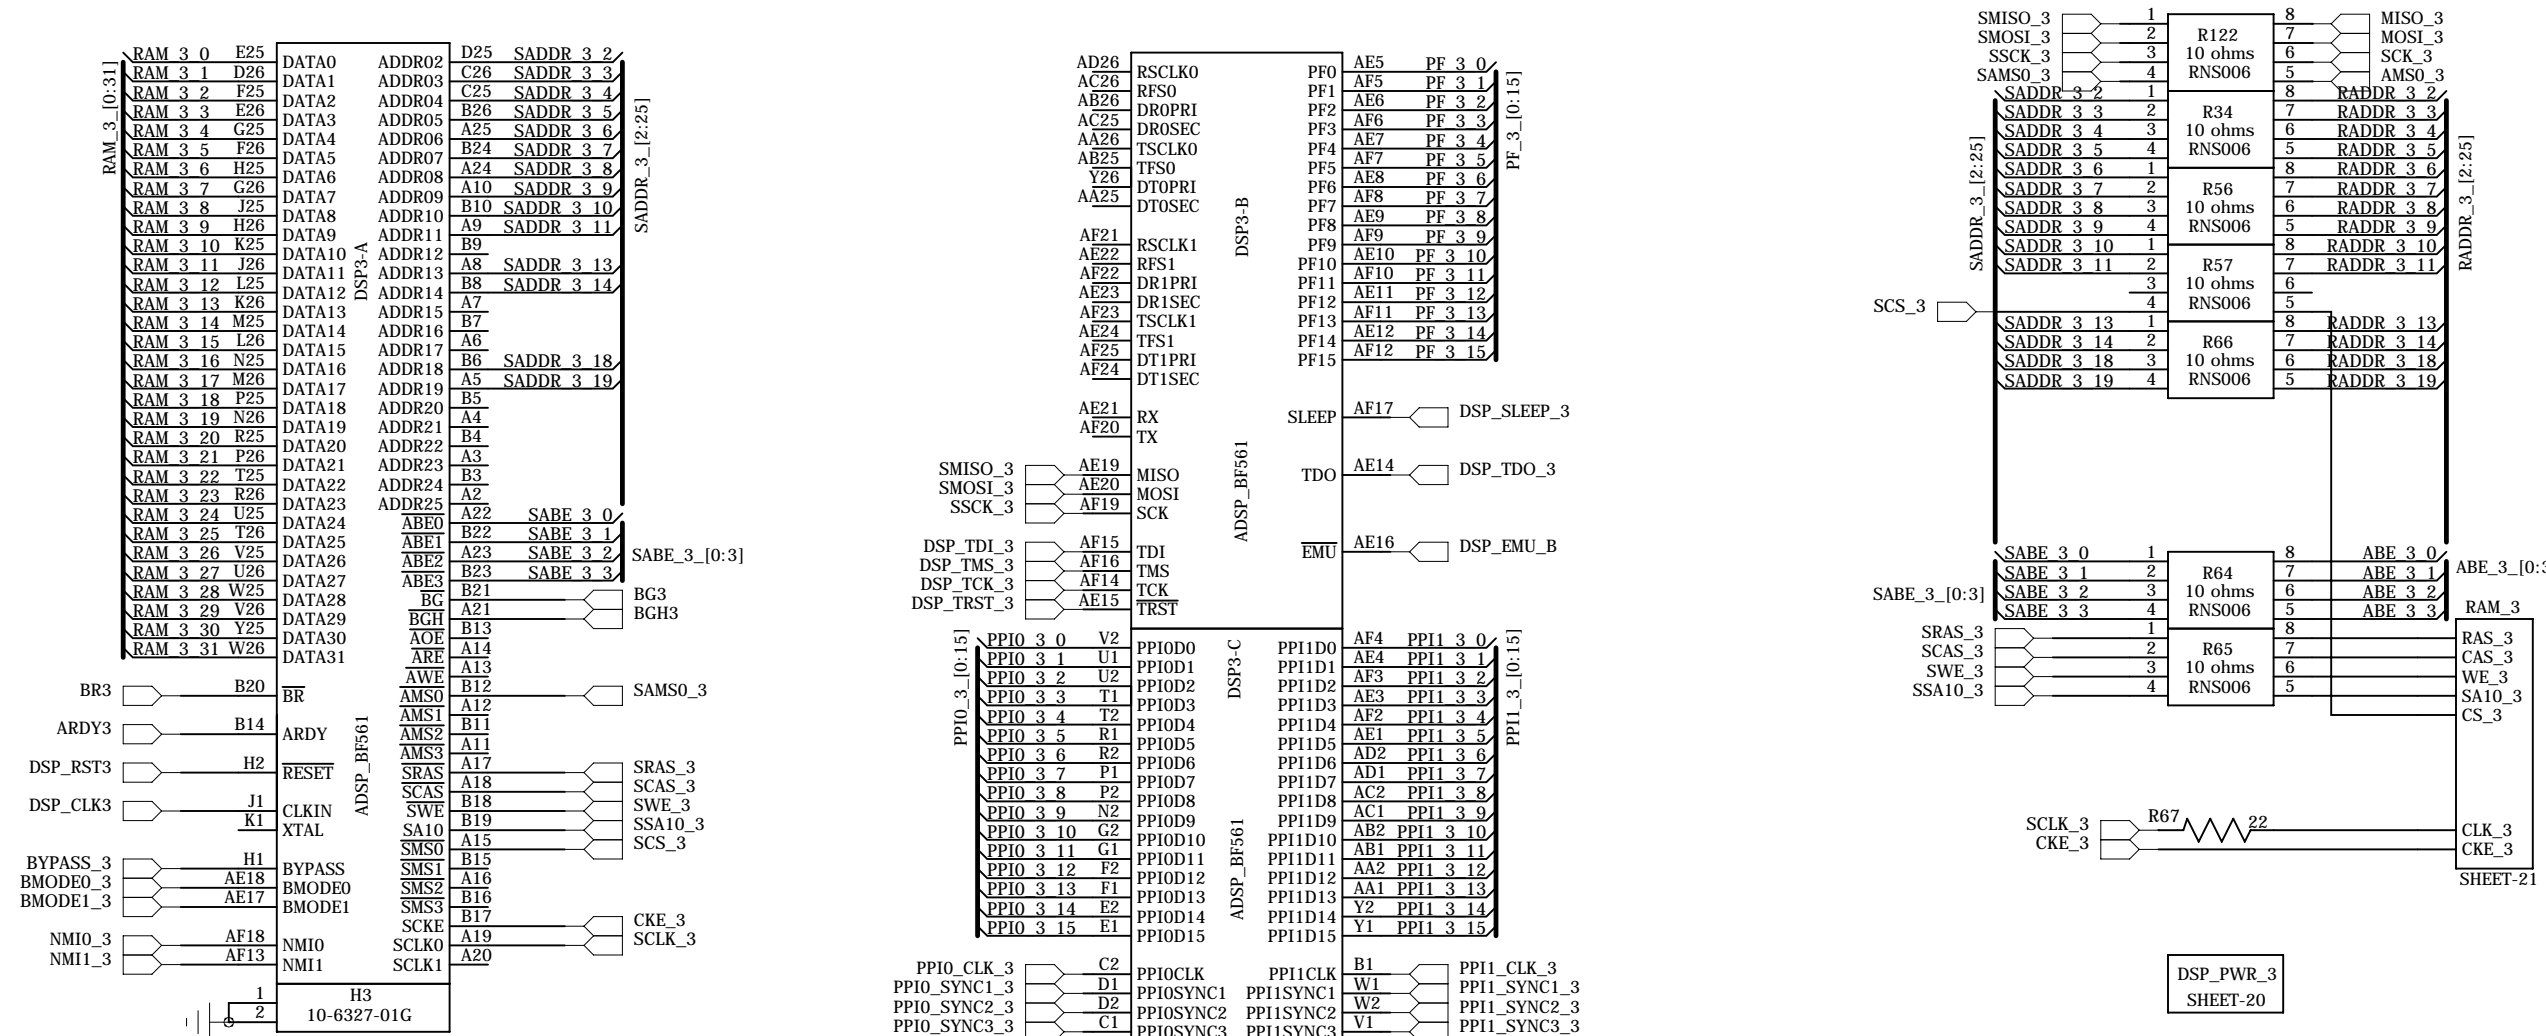 RAM_3_[0:31]
RAM_3_0 E25 DATA0 ADDR02 D25 SADDR_3_2
RAM_3_1 D26 DATA1 ADDR03 C26 SADDR_3_3
RAM_3_2 F25 DATA2 ADDR04 C25 SADDR_3_4
RAM_3_3 E26 DATA3 ADDR05 B26 SADDR_3_5
RAM_3_4 G25 DATA4 ADDR06 A25 SADDR_3_6
RAM_3_5 F26 DATA5 ADDR07 B24 SADDR_3_7
RAM_3_6 H25 DATA6 ADDR08 A24 SADDR_3_8
RAM_3_7 G26 DATA7 ADDR09 A10 SADDR_3_9
RAM_3_8 J25 DATA8 ADDR10 B10 SADDR_3_10
RAM_3_9 H26 DATA9 ADDR11 A9 SADDR_3_11
RAM_3_10 K25 DATA10 ADDR12 B9
RAM_3_11 J26 DATA11 ADDR13 A8 SADDR_3_13
RAM_3_12 L25 DATA12 ADDR14 B8 SADDR_3_14
RAM_3_13 K26 DATA13 ADDR15 A7
RAM_3_14 M25 DATA14 ADDR16 B7
RAM_3_15 L26 DATA15 ADDR17 A6
RAM_3_16 N25 DATA16 ADDR18 B6 SADDR_3_18
RAM_3_17 M26 DATA17 ADDR19 A5 SADDR_3_19
RAM_3_18 P25 DATA18 ADDR20 B5
RAM_3_19 N26 DATA19 ADDR21 A4
RAM_3_20 R25 DATA20 ADDR22 B4
RAM_3_21 P26 DATA21 ADDR23 A3
RAM_3_22 T25 DATA22 ADDR24 B3
RAM_3_23 R26 DATA23 ADDR25 A2
RAM_3_24 U25 DATA24 ABE0 A22 SABE_3_0
RAM_3_25 T26 DATA25 ABE1 B22 SABE_3_1
RAM_3_26 V25 DATA26 ABE2 A23 SABE_3_2
RAM_3_27 U26 DATA27 ABE3 B23 SABE_3_3
RAM_3_28 W25 DATA28 BG B21 BG3
RAM_3_29 V26 DATA29 BGH A21 BGH3
RAM_3_30 Y25 DATA30 AOE B13
RAM_3_31 W26 DATA31 ARE A14
AWE A13
BR3 B20 BR AMS0 B12 SAMS0_3
AMS1 A12
ARDY3 B14 ARDY AMS2 B11
AMS3 A11
DSP_RST3 H2 RESET SRAS A17 SRAS_3
SCAS A18 SCAS_3
DSP_CLK3 J1 CLKIN SWE B18 SWE_3
K1 XTAL SA10 B19 SSA10_3
SMS0 A15 SCS_3
BYPASS_3 H1 BYPASS SMS1 B15
BMODE0_3 AE18 BMODE0 SMS2 A16
BMODE1_3 AE17 BMODE1 SMS3 B16
SCKE B17 CKE_3
NMI0_3 AF18 NMI0 SCLK0 A19 SCLK_3
NMI1_3 AF13 NMI1 SCLK1 A20
DSP3-A
ADSP_BF561
SADDR_3_[2:25]
SABE_3_[0:3]
1 H3
2 10-6327-01G
AD26 RSCLK0 PF0 AE5 PF_3_0
AC26 RFS0 PF1 AF5 PF_3_1
AB26 DR0PRI PF2 AE6 PF_3_2
AC25 DR0SEC PF3 AF6 PF_3_3
AA26 TSCLK0 PF4 AE7 PF_3_4
AB25 TFS0 PF5 AF7 PF_3_5
Y26 DT0PRI PF6 AE8 PF_3_6
AA25 DT0SEC PF7 AF8 PF_3_7
PF8 AE9 PF_3_8
AF21 RSCLK1 PF9 AF9 PF_3_9
AE22 RFS1 PF10 AE10 PF_3_10
AF22 DR1PRI PF11 AF10 PF_3_11
AE23 DR1SEC PF12 AE11 PF_3_12
AF23 TSCLK1 PF13 AF11 PF_3_13
AE24 TFS1 PF14 AE12 PF_3_14
AF25 DT1PRI PF15 AF12 PF_3_15
AF24 DT1SEC
AE21 RX SLEEP AF17 DSP_SLEEP_3
AF20 TX
SMISO_3 AE19 MISO TDO AE14 DSP_TDO_3
SMOSI_3 AE20 MOSI
SSCK_3 AF19 SCK
DSP_TDI_3 AF15 TDI EMU AE16 DSP_EMU_B
DSP_TMS_3 AF16 TMS
DSP_TCK_3 AF14 TCK
DSP_TRST_3 AE15 TRST
DSP3-B
ADSP_BF561
PF_3_[0:15]
PPI0_3_[0:15]
PPI0_3_0 V2 PPI0D0 PPI1D0 AF4 PPI1_3_0
PPI0_3_1 U1 PPI0D1 PPI1D1 AE4 PPI1_3_1
PPI0_3_2 U2 PPI0D2 PPI1D2 AF3 PPI1_3_2
PPI0_3_3 T1 PPI0D3 PPI1D3 AE3 PPI1_3_3
PPI0_3_4 T2 PPI0D4 PPI1D4 AF2 PPI1_3_4
PPI0_3_5 R1 PPI0D5 PPI1D5 AE1 PPI1_3_5
PPI0_3_6 R2 PPI0D6 PPI1D6 AD2 PPI1_3_6
PPI0_3_7 P1 PPI0D7 PPI1D7 AD1 PPI1_3_7
PPI0_3_8 P2 PPI0D8 PPI1D8 AC2 PPI1_3_8
PPI0_3_9 N2 PPI0D9 PPI1D9 AC1 PPI1_3_9
PPI0_3_10 G2 PPI0D10 PPI1D10 AB2 PPI1_3_10
PPI0_3_11 G1 PPI0D11 PPI1D11 AB1 PPI1_3_11
PPI0_3_12 F2 PPI0D12 PPI1D12 AA2 PPI1_3_12
PPI0_3_13 F1 PPI0D13 PPI1D13 AA1 PPI1_3_13
PPI0_3_14 E2 PPI0D14 PPI1D14 Y2 PPI1_3_14
PPI0_3_15 E1 PPI0D15 PPI1D15 Y1 PPI1_3_15
PPI0_CLK_3 C2 PPI0CLK PPI1CLK B1 PPI1_CLK_3
PPI0_SYNC1_3 D1 PPI0SYNC1 PPI1SYNC1 W1 PPI1_SYNC1_3
PPI0_SYNC2_3 D2 PPI0SYNC2 PPI1SYNC2 W2 PPI1_SYNC2_3
PPI0_SYNC3_3 C1 PPI0SYNC3 PPI1SYNC3 V1 PPI1_SYNC3_3
DSP3-C
ADSP_BF561
PPI1_3_[0:15]
SMISO_3 1 8 MISO_3
SMOSI_3 2 R122 7 MOSI_3
SSCK_3 3 10 ohms 6 SCK_3
SAMS0_3 4 RNS006 5 AMS0_3
SADDR_3_2 1 8 RADDR_3_2
SADDR_3_3 2 R34 7 RADDR_3_3
SADDR_3_4 3 10 ohms 6 RADDR_3_4
SADDR_3_5 4 RNS006 5 RADDR_3_5
SADDR_3_6 1 8 RADDR_3_6
SADDR_3_7 2 R56 7 RADDR_3_7
SADDR_3_8 3 10 ohms 6 RADDR_3_8
SADDR_3_9 4 RNS006 5 RADDR_3_9
SADDR_3_10 1 8 RADDR_3_10
SADDR_3_11 2 R57 7 RADDR_3_11
3 10 ohms 6
SCS_3 4 RNS006 5
SADDR_3_13 1 8 RADDR_3_13
SADDR_3_14 2 R66 7 RADDR_3_14
SADDR_3_18 3 10 ohms 6 RADDR_3_18
SADDR_3_19 4 RNS006 5 RADDR_3_19
SADDR_3_[2:25]
RADDR_3_[2:25]
SABE_3_0 1 8 ABE_3_0
SABE_3_1 2 R64 7 ABE_3_1
SABE_3_2 3 10 ohms 6 ABE_3_2
SABE_3_3 4 RNS006 5 ABE_3_3
SABE_3_[0:3]
ABE_3_[0:3
RAM_3
SRAS_3 1 8 RAS_3
SCAS_3 2 R65 7 CAS_3
SWE_3 3 10 ohms 6 WE_3
SSA10_3 4 RNS006 5 SA10_3
CS_3
SCLK_3 R67 22 CLK_3
CKE_3 CKE_3
SHEET-21
DSP_PWR_3
SHEET-20